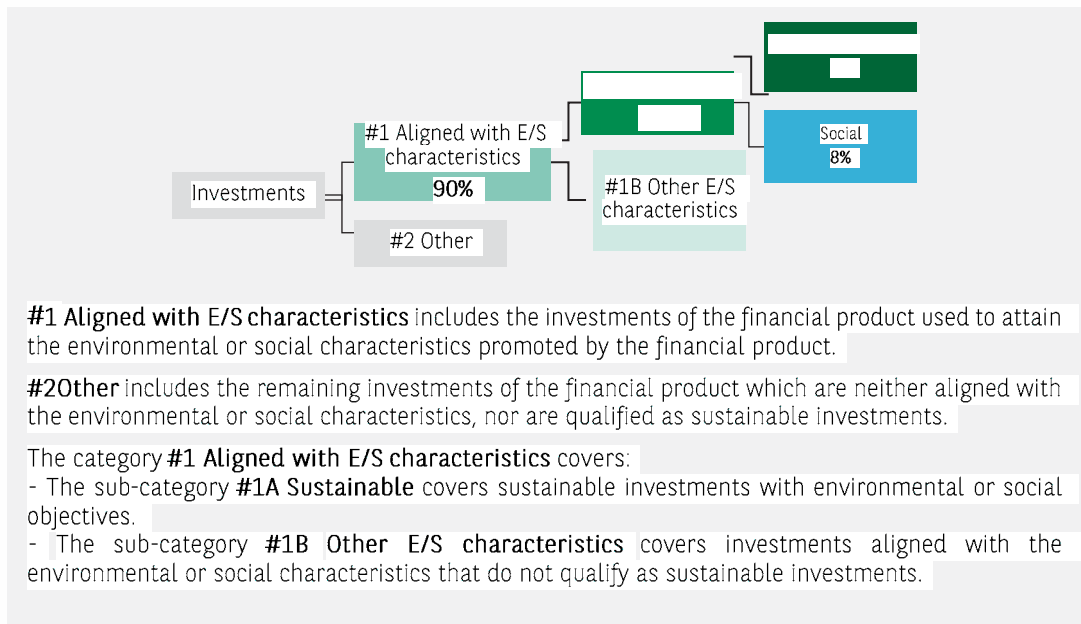 Investments
#1 Aligned with E/S
characteristics
90%
#2 Other
#1B Other E/S
characteristics
Social
8%
#1 Aligned with E/S characteristics includes the investments of the financial product used to attain
the environmental or social characteristics promoted by the financial product.
#2Other includes the remaining investments of the financial product which are neither aligned with
the environmental or social characteristics, nor are qualified as sustainable investments.
The category #1 Aligned with E/S characteristics covers:
- The sub-category #1A Sustainable covers sustainable investments with environmental or social
objectives.
- The sub-category #1B Other E/S characteristics covers investments aligned with the
environmental or social characteristics that do not qualify as sustainable investments.